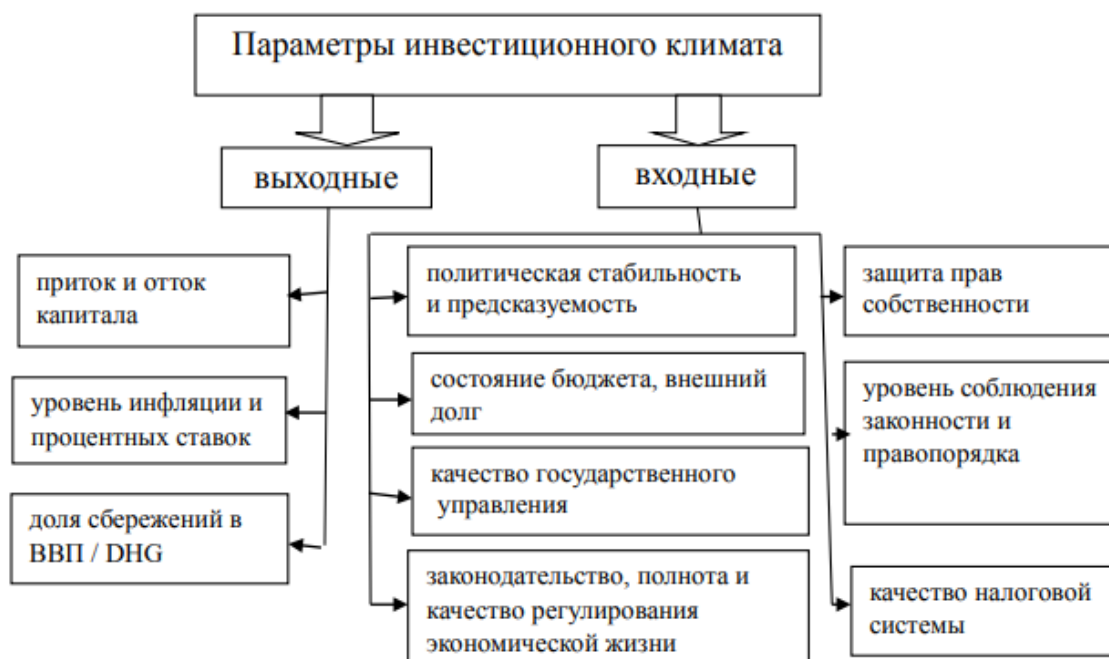 Параметры инвестиционного климата
выходные
входные
приток и отток
капитала
уровень инфляции и
процентных ставок
доля сбережений в
ВВП / DHG
политическая стабильность
и предсказуемость
состояние бюджета, внешний
долг
качество государственного
управления
законодательство, полнота и
качество регулирования
экономической жизни
защита прав
собственности
уровень соблюдения
законности и
правопорядка
качество налоговой
системы